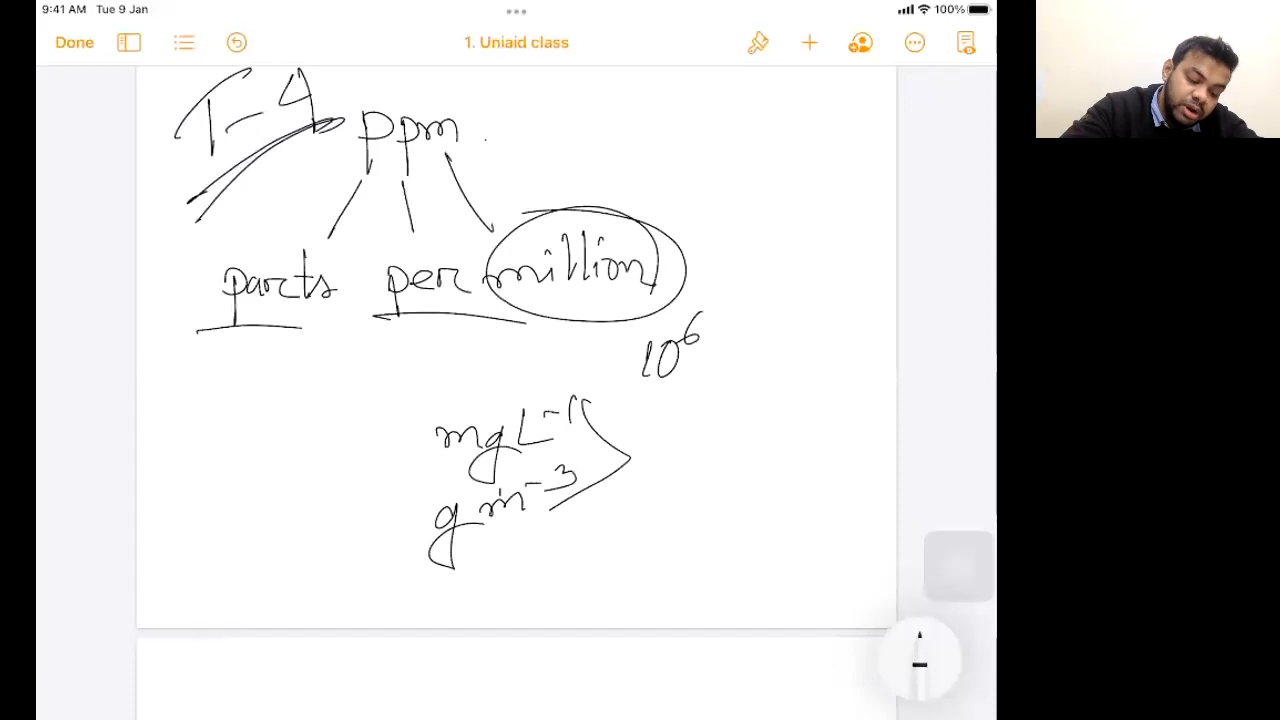 9:41 AM Tue 9 Jan
100%
Done
1. Uniaid class
T-4
ppm.
parts per million
10⁶
mg L⁻¹
g m⁻³